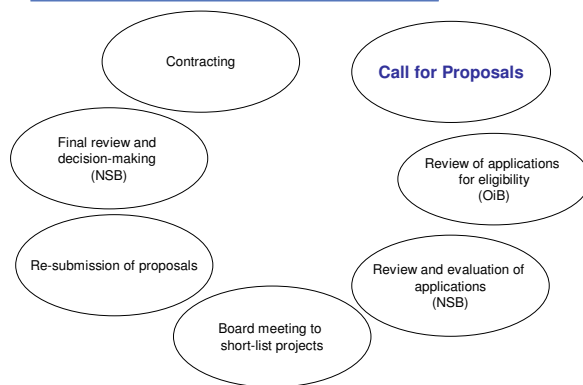 Contracting
Call for Proposals
Final review and
decision-making
(NSB)
Review of applications
for eligibility
(OiB)
Re-submission of proposals
Review and evaluation of
applications
(NSB)
Board meeting to
short-list projects